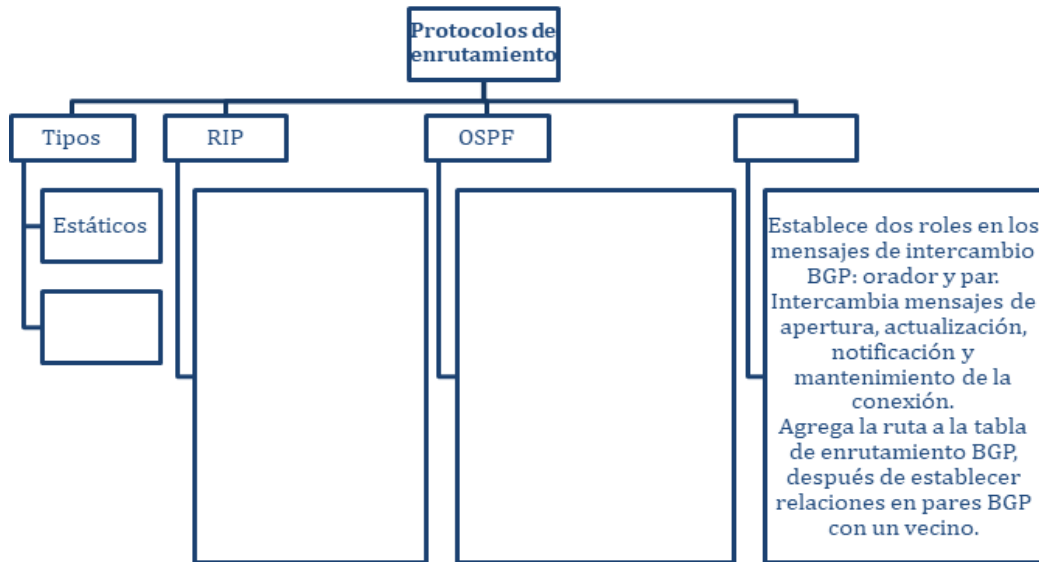 Protocolos de
enrutamiento
Tipos
RIP
OSPF
Estáticos
Establece dos roles en los
mensajes de intercambio
BGP: orador y par.
Intercambia mensajes de
apertura, actualización,
notificación y
mantenimiento de la
conexión.
Agrega la ruta a la tabla
de enrutamiento BGP,
después de establecer
relaciones en pares BGP
con un vecino.